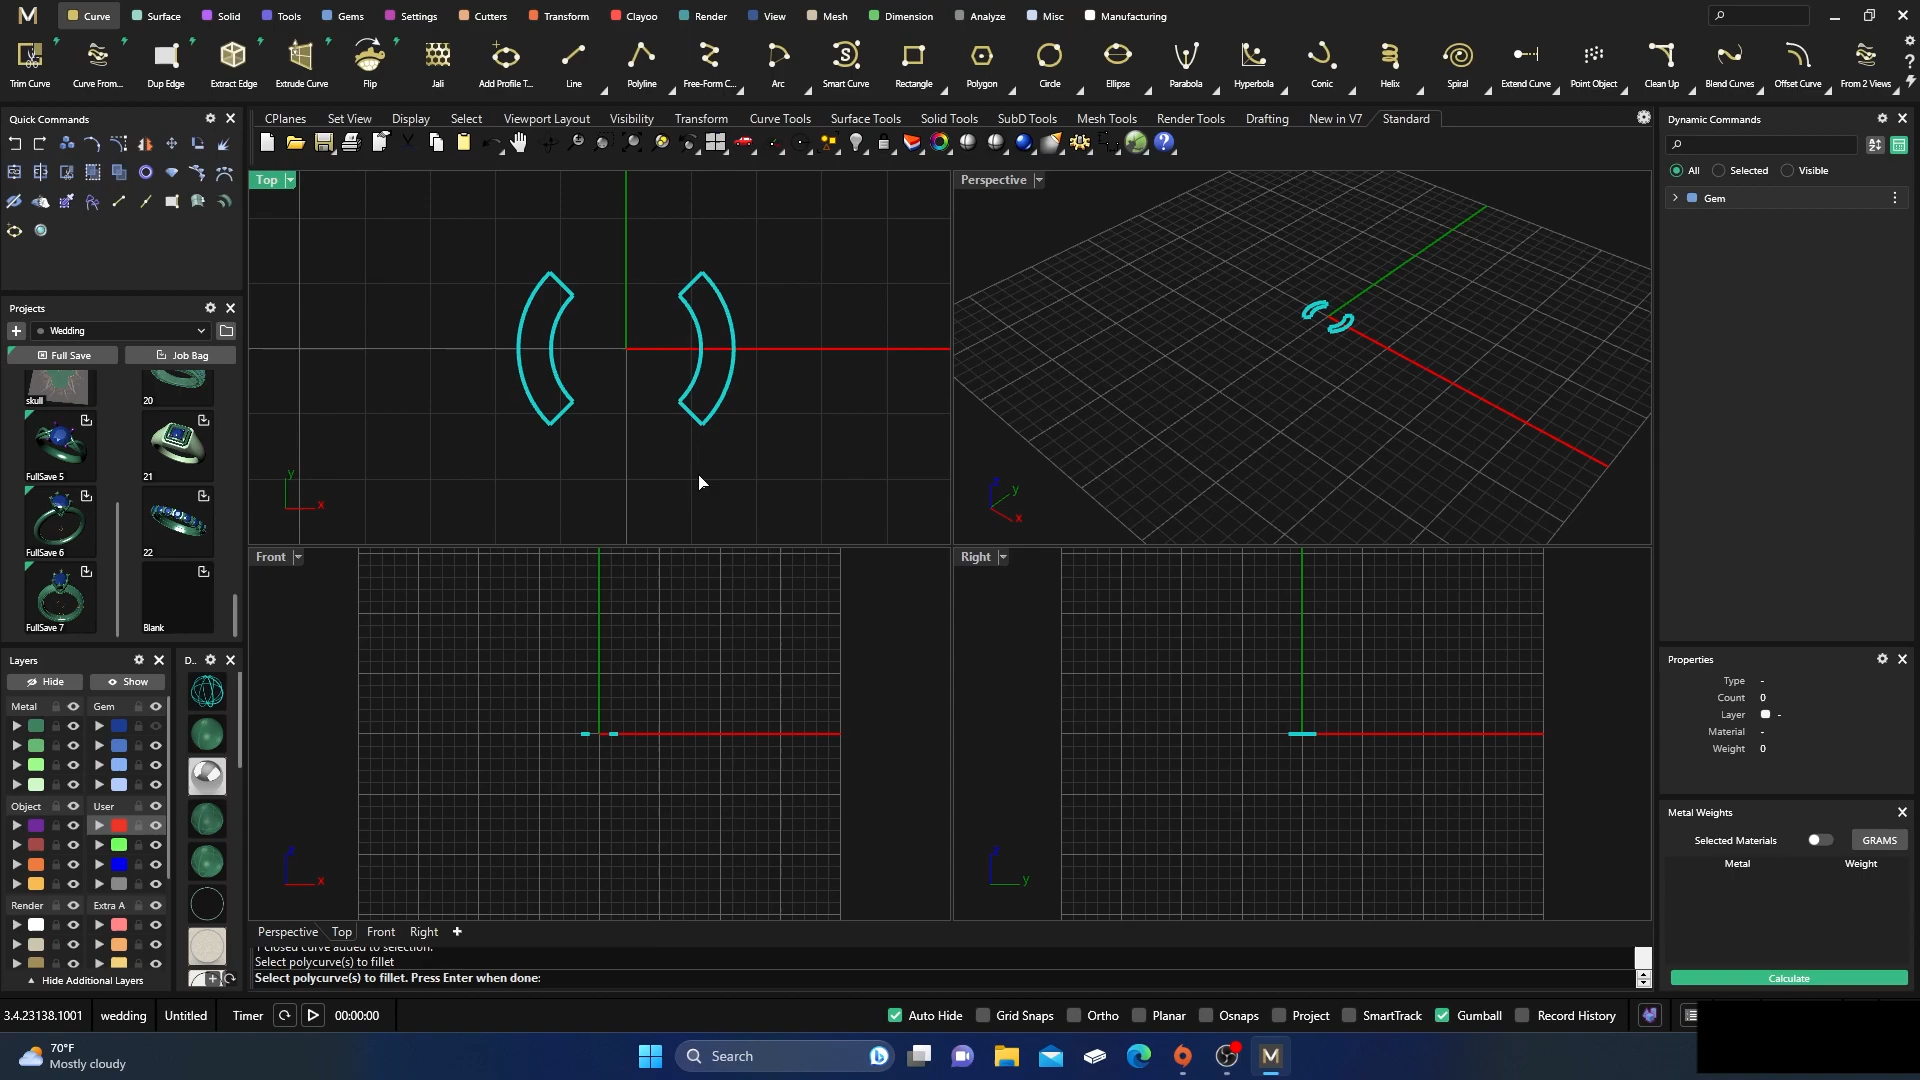 Curve Surface Solid Tools Gems Settings Cutters Transform Clayoo Render View Mesh Dimension Analyze Misc Manufacturing
Trim Curve Curve From... Dup Edge Extract Edge Extrude Curve Flip Jali Add Profile T... Line Polyline Free-Form C... Arc Smart Curve Rectangle Polygon Circle Ellipse Parabola Hyperbola Conic Helix Spiral Extend Curve Point Object Clean Up Blend Curves Offset Curve From 2 Views
Quick Commands
CPlanes Set View Display Select Viewport Layout Visibility Transform Curve Tools Surface Tools Solid Tools SubD Tools Mesh Tools Render Tools Drafting New in V7 Standard
Dynamic Commands
All Selected Visible
Gem
Top
Perspective
Projects
Wedding
Full Save Job Bag
skull 20
FullSave 5 21
FullSave 6 22
FullSave 7 Blank
y
x
z
y
x
Front
Right
Layers
D..
Hide Show
Metal Gem
Object User
Render Extra A
Hide Additional Layers
z
x
z
y
Properties
Type -
Count 0
Layer -
Material -
Weight 0
Metal Weights
Selected Materials GRAMS
Metal Weight
Calculate
Perspective Top Front Right
1 closed curve added to selection.
Select polycurve(s) to fillet
Select polycurve(s) to fillet. Press Enter when done:
3.4.23138.1001 wedding Untitled Timer 00:00:00 Auto Hide Grid Snaps Ortho Planar Osnaps Project SmartTrack Gumball Record History
70°F
Mostly cloudy
Search